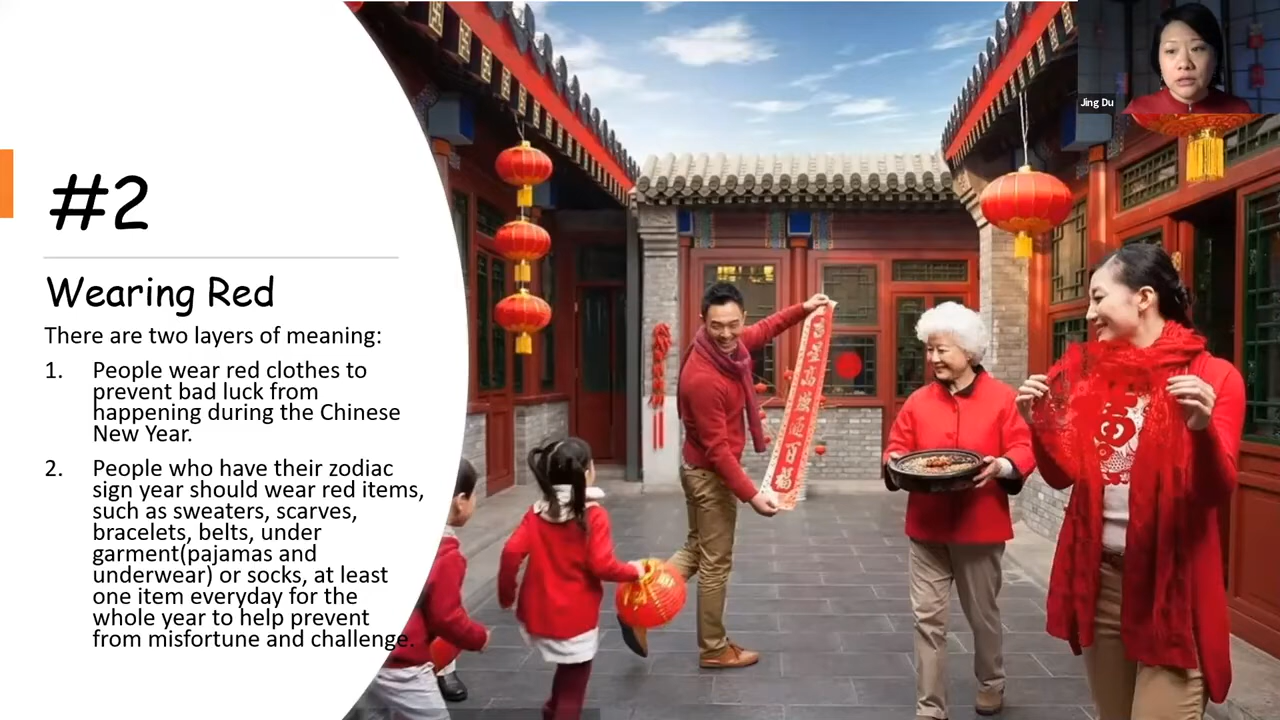 #2
Wearing Red
There are two layers of meaning:
1. People wear red clothes to
prevent bad luck from
happening during the Chinese
New Year.
2. People who have their zodiac
sign year should wear red items,
such as sweaters, scarves,
bracelets, belts, under
garment(pajamas and
underwear) or socks, at least
one item everyday for the
whole year to help prevent
from misfortune and challenge.
Jing Du
福